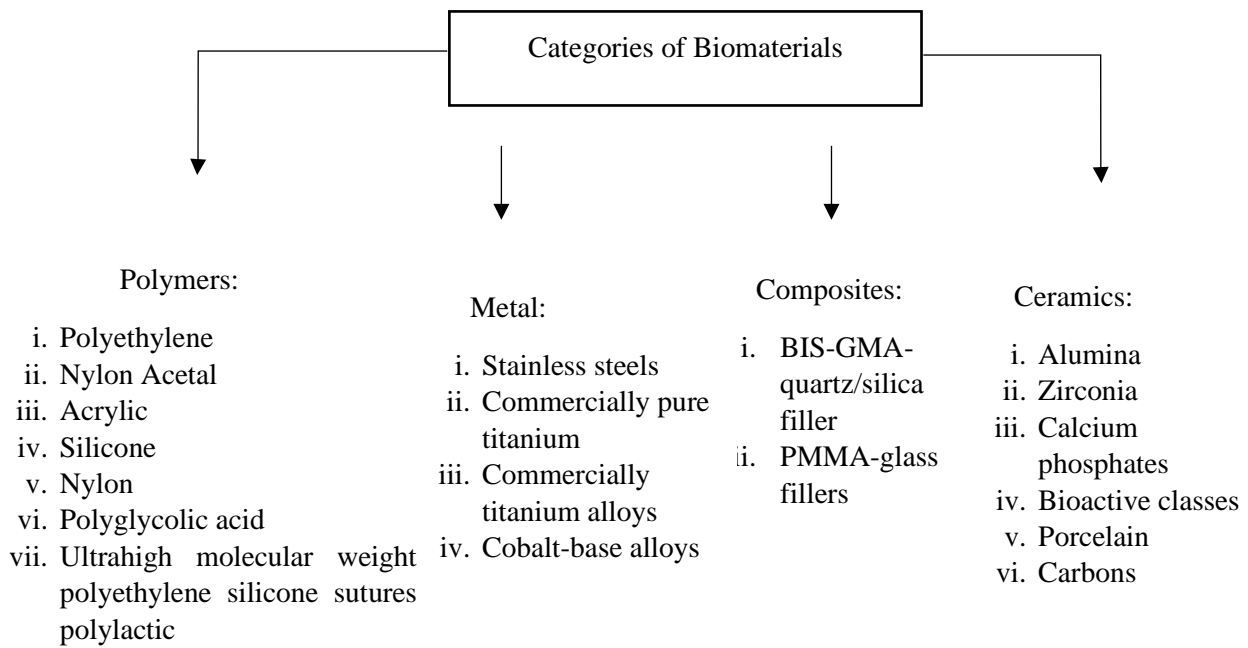 Categories of Biomaterials
Polymers:
i. Polyethylene
ii. Nylon Acetal
iii. Acrylic
iv. Silicone
v. Nylon
vi. Polyglycolic acid
vii. Ultrahigh molecular weight
polyethylene silicone sutures
polylactic
Metal:
i. Stainless steels
ii. Commercially pure
titanium
iii. Commercially
titanium alloys
iv. Cobalt-base alloys
Composites:
i. BIS-GMA-
quartz/silica
filler
ii. PMMA-glass
fillers
Ceramics:
i. Alumina
ii. Zirconia
iii. Calcium
phosphates
iv. Bioactive classes
v. Porcelain
vi. Carbons